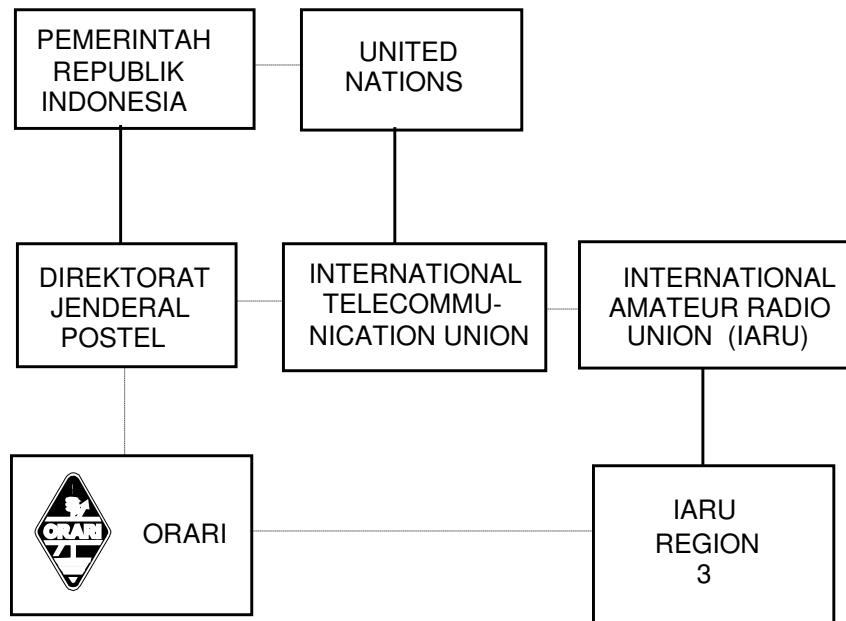 PEMERINTAH
REPUBLIK
INDONESIA
UNITED
NATIONS
DIREKTORAT
JENDERAL
POSTEL
INTERNATIONAL
TELECOMMU-
NICATION UNION
INTERNATIONAL
AMATEUR RADIO
UNION (IARU)
ORARI
ORARI
IARU
REGION
3